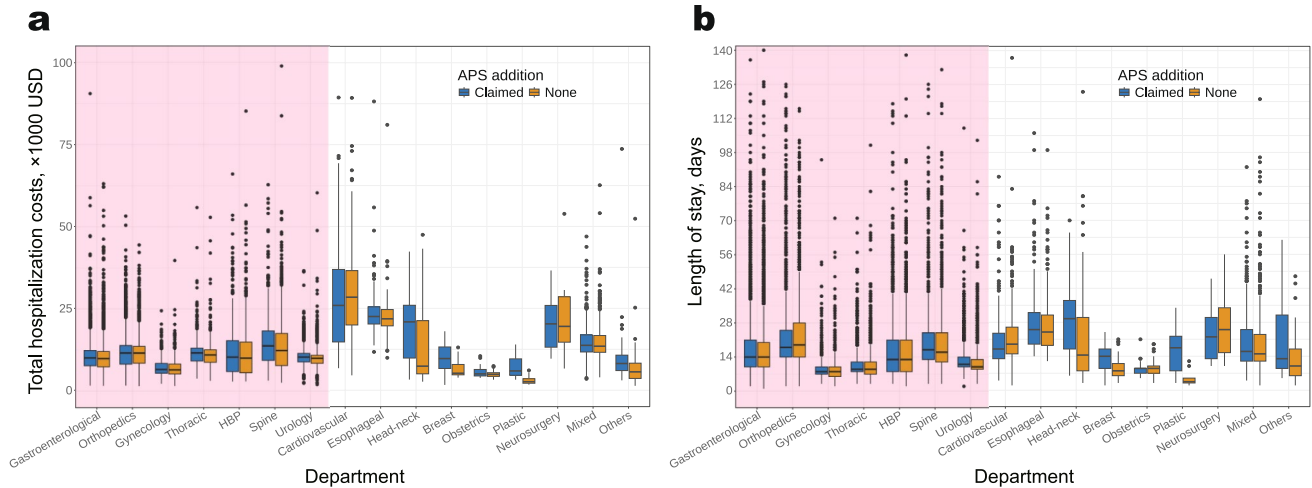 a
Total hospitalization costs, ×1000 USD
100
75
50
25
0
APS addition
Claimed
None
Gastroenterological
Orthopedics
Gynecology
Thoracic
HBP
Spine
Urology
Cardiovascular
Esophageal
Head-neck
Breast
Obstetrics
Plastic
Neurosurgery
Mixed
Others
Department
b
Length of stay, days
140
126
112
98
84
70
56
42
28
14
0
APS addition
Claimed
None
Gastroenterological
Orthopedics
Gynecology
Thoracic
HBP
Spine
Urology
Cardiovascular
Esophageal
Head-neck
Breast
Obstetrics
Plastic
Neurosurgery
Mixed
Others
Department